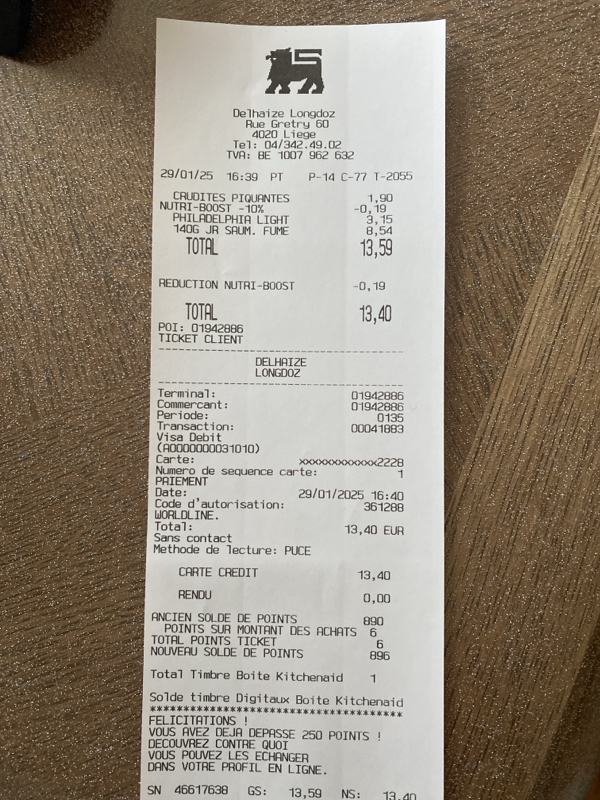 Delhaize Longdoz
Rue Gretry 60
4020 Liege
Tel: 04/342.49.02
TVA: BE 1007 962 632
29/01/25 16:39 PT P-14 C-77 T-2055
CRUDITES PIQUANTES 1,90
NUTRI-BOOST -10% -0,19
PHILADELPHIA LIGHT 3,15
140G JR SAUM. FUME 8,54
TOTAL 13,59
REDUCTION NUTRI-BOOST -0,19
TOTAL 13,40
POI: 01942886
TICKET CLIENT
DELHAIZE
LONGDOZ
Terminal: 01942886
Commercant: 01942886
Periode: 0135
Transaction: 00041883
Visa Debit
(A0000000031010)
Carte: xxxxxxxxxxxx2228
Numero de sequence carte: 1
PAIEMENT
Date: 29/01/2025 16:40
Code d'autorisation: 361288
WORLDLINE.
Total: 13,40 EUR
Sans contact
Methode de lecture: PUCE
CARTE CREDIT 13,40
RENDU 0,00
ANCIEN SOLDE DE POINTS 890
POINTS SUR MONTANT DES ACHATS 6
TOTAL POINTS TICKET 6
NOUVEAU SOLDE DE POINTS 896
Total Timbre Boite Kitchenaid 1
Solde timbre Digitaux Boite Kitchenaid
****************************************
FELICITATIONS !
VOUS AVEZ DEJA DEPASSE 250 POINTS !
DECOUVREZ CONTRE QUOI
VOUS POUVEZ LES ECHANGER
DANS VOTRE PROFIL EN LIGNE.
SN 46617638 GS: 13,59 NS: 13,40